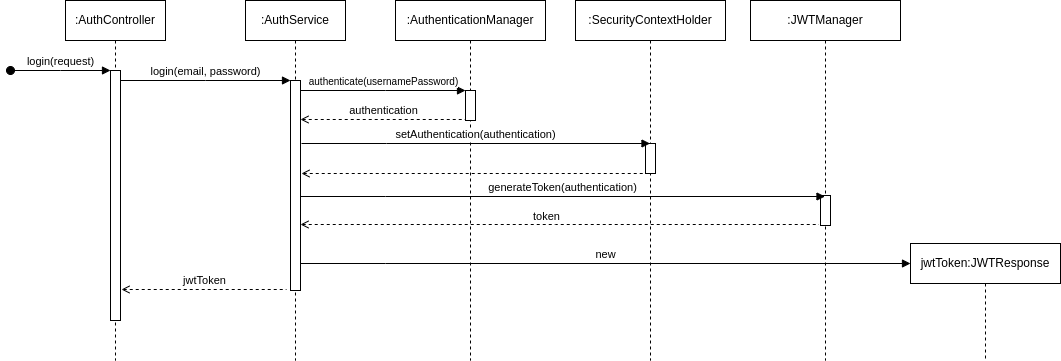 :AuthController
:AuthService
:AuthenticationManager
:SecurityContextHolder
:JWTManager
login(request)
login(email, password)
authenticate(usernamePassword)
authentication
setAuthentication(authentication)
generateToken(authentication)
token
new
jwtToken:JWTResponse
jwtToken